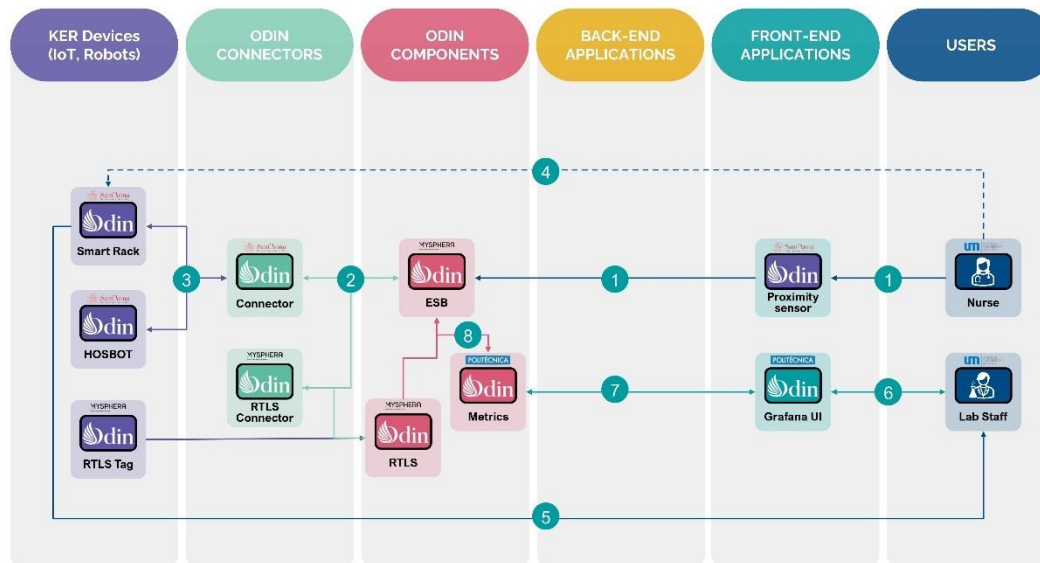 KER Devices
(IoT, Robots)
ODIN
CONNECTORS
ODIN
COMPONENTS
BACK-END
APPLICATIONS
FRONT-END
APPLICATIONS
USERS
4
Odin
Smart Rack
3
Odin
Connector
2
MYSPHERA
Odin
ESB
1
Odin
Proximity
sensor
1
um
Nurse
Odin
HOSBOT
8
MYSPHERA
Odin
RTLS
Connector
POLITÉCNICA
Odin
Metrics
7
POLITÉCNICA
Odin
Grafana UI
6
um
Lab Staff
MYSPHERA
Odin
RTLS Tag
MYSPHERA
Odin
RTLS
5